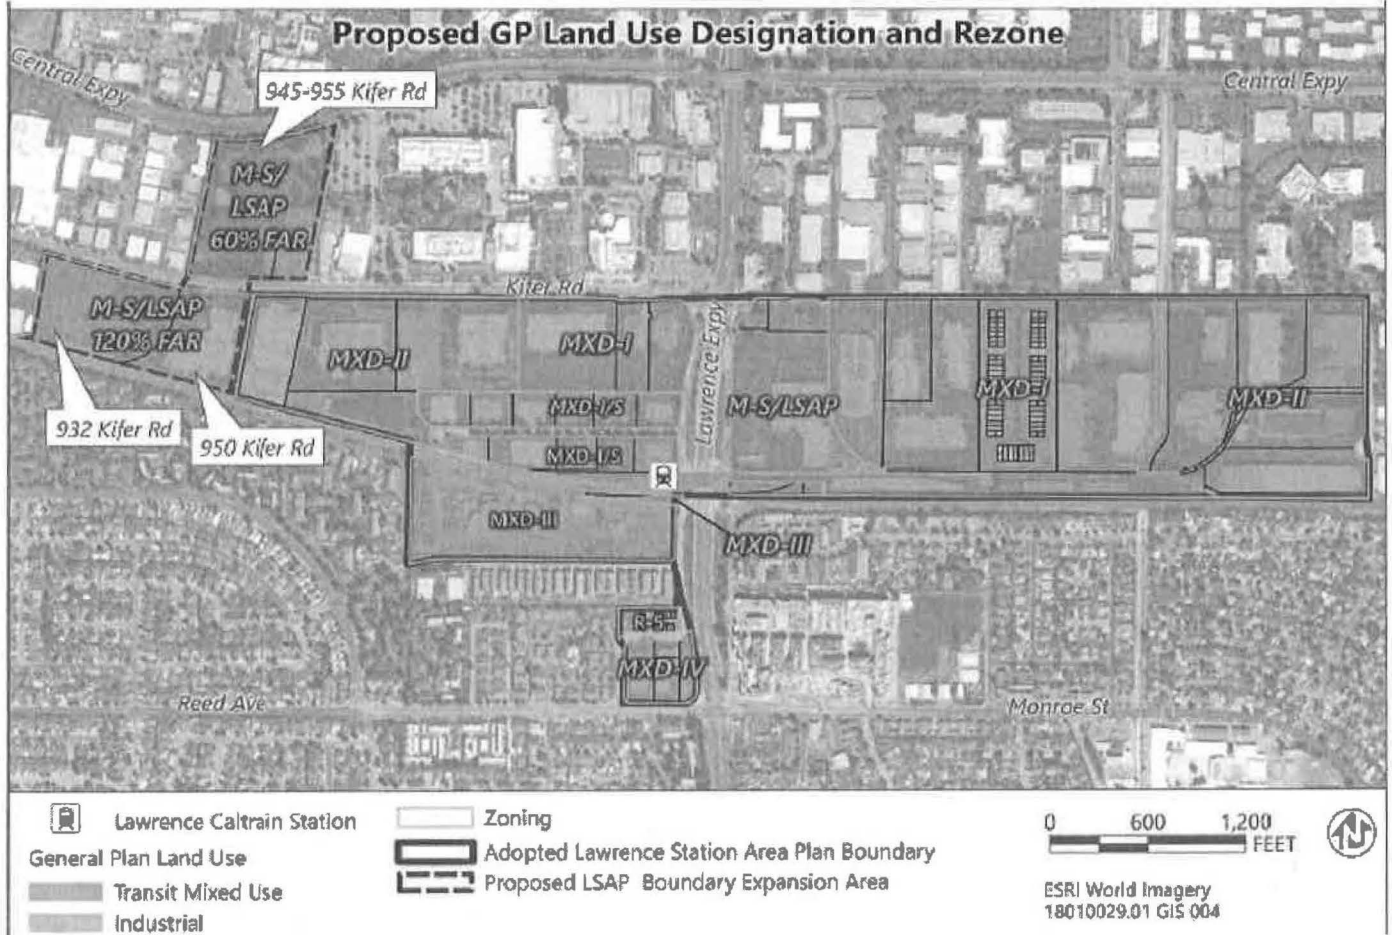 Proposed GP Land Use Designation and Rezone
Central Expy
945-955 Kifer Rd
Central Expy
M-S/
LSAP
60% FAR
Kifer Rd
M-S/LSAP
120% FAR
MXD-II
MXD-I
Lawrence Expy
MXD-I
MXD-II
MXD-I/S
M-S/LSAP
932 Kifer Rd
950 Kifer Rd
MXD-I/S
MXD-III
MXD-III
R-5
MXD-IV
Reed Ave
Monroe St
Lawrence Caltrain Station
General Plan Land Use
Transit Mixed Use
Industrial
Zoning
Adopted Lawrence Station Area Plan Boundary
Proposed LSAP Boundary Expansion Area
0 600 1,200
FEET
N
ESRI World Imagery
18010029.01 GIS 004